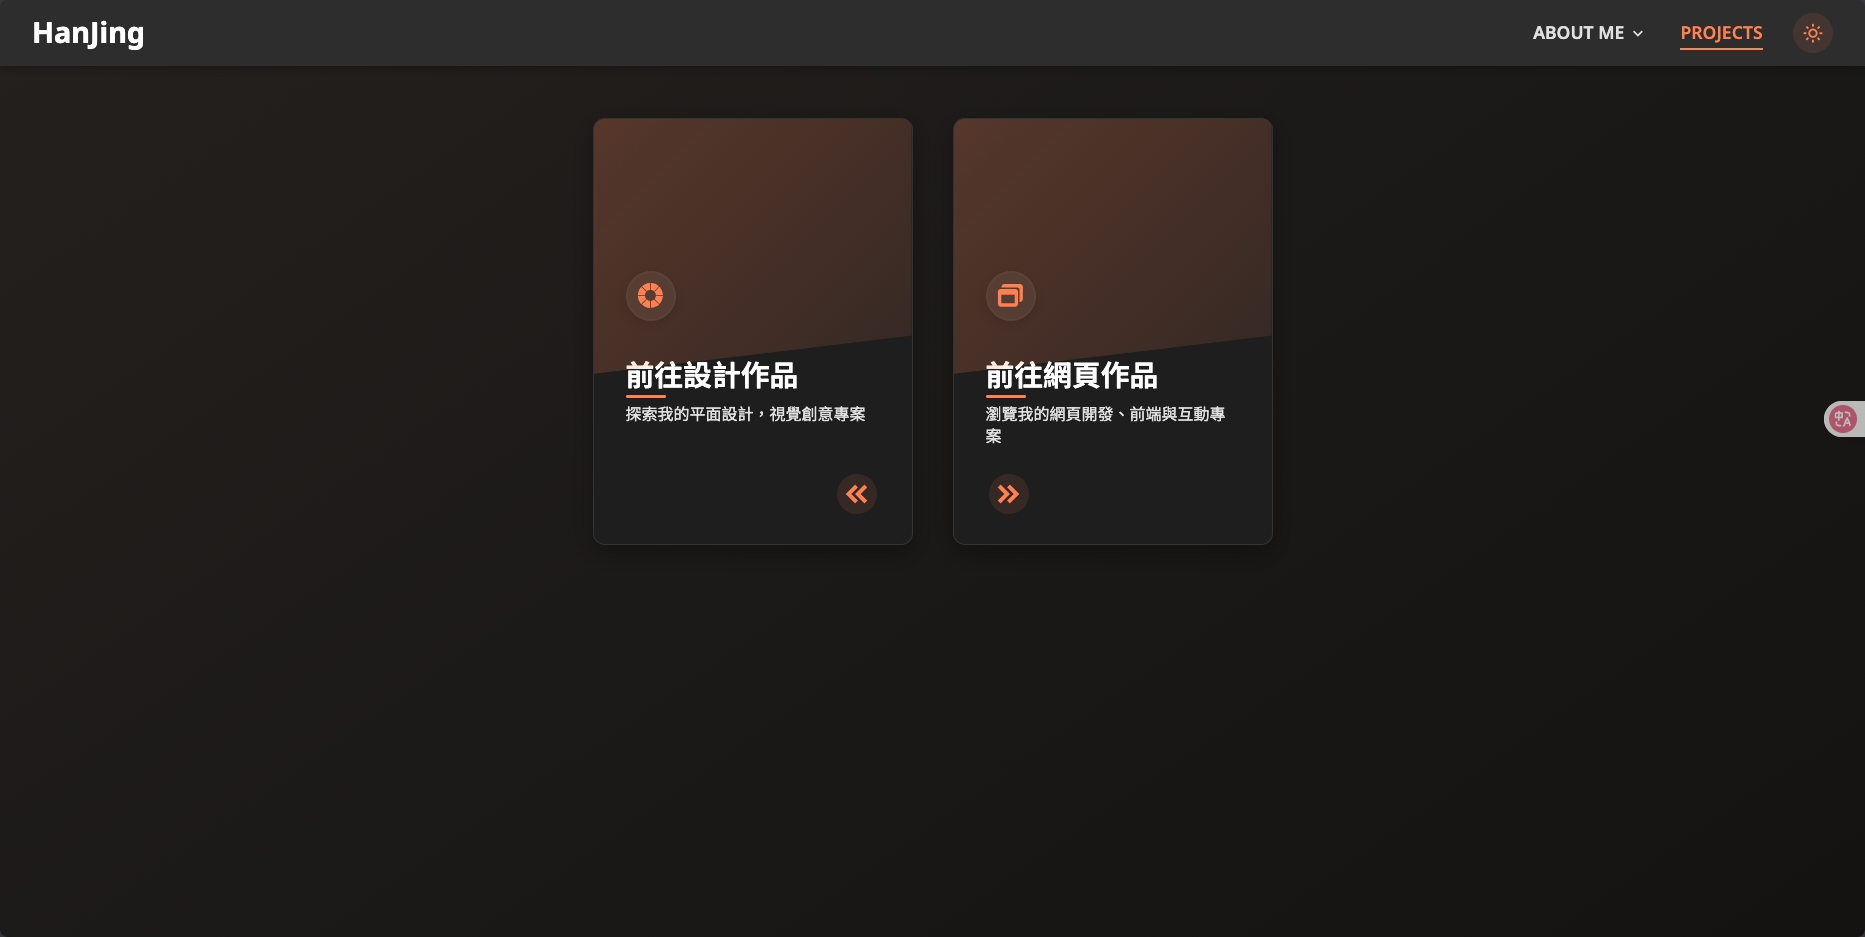 HanJing
ABOUT ME
PROJECTS
前往設計作品
探索我的平面設計，視覺創意專案
前往網頁作品
瀏覽我的網頁開發、前端與互動專
案
中A